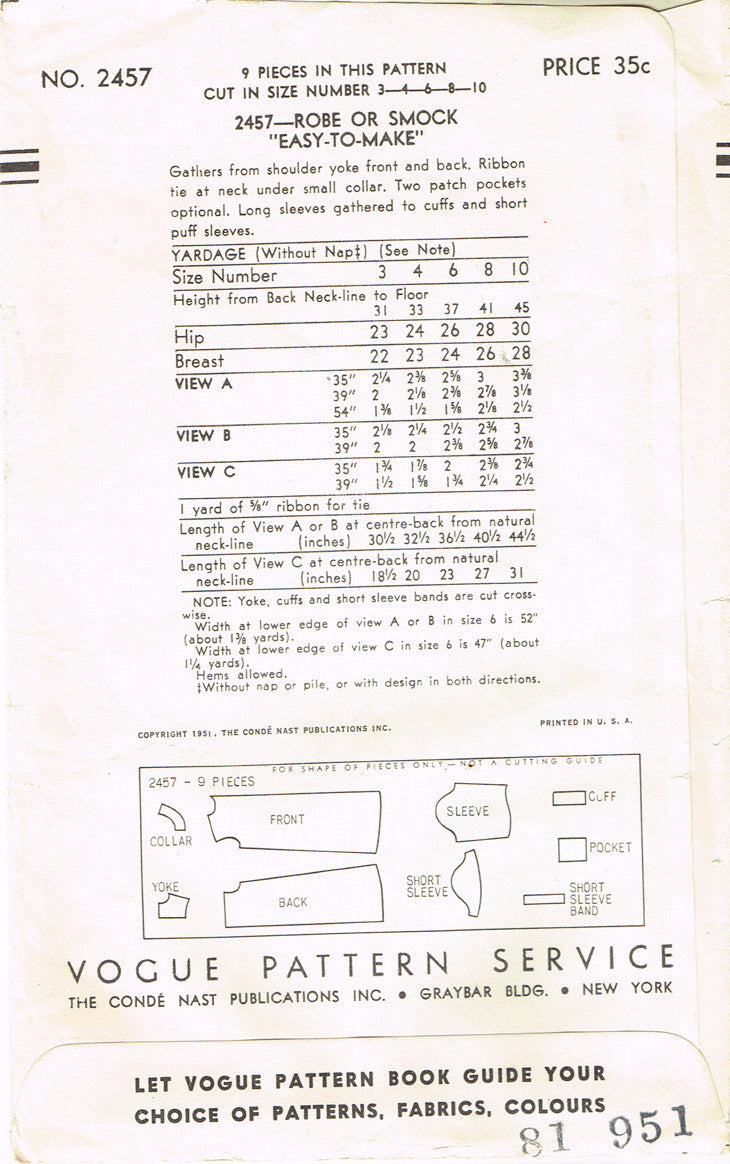 NO. 2457
9 PIECES IN THIS PATTERN
CUT IN SIZE NUMBER 3—4—6—8—10
PRICE 35c
2457—ROBE OR SMOCK
"EASY-TO-MAKE"
Gathers from shoulder yoke front and back. Ribbon
tie at neck under small collar. Two patch pockets
optional. Long sleeves gathered to cuffs and short
puff sleeves.
YARDAGE (Without Nap‡) (See Note)
Size Number 3 4 6 8 10
Height from Back Neck-line to Floor
31 33 37 41 45
Hip 23 24 26 28 30
Breast 22 23 24 26 28
VIEW A 35" 2¼ 2⅜ 2⅝ 3 3⅜
39" 2 2⅛ 2⅜ 2⅞ 3⅛
54" 1⅜ 1½ 1⅝ 2⅛ 2½
VIEW B 35" 2⅛ 2¼ 2½ 2¾ 3
39" 2 2 2⅜ 2⅝ 2⅞
VIEW C 35" 1¾ 1⅞ 2 2⅜ 2¾
39" 1½ 1⅝ 1¾ 2¼ 2½
1 yard of ⅝" ribbon for tie
Length of View A or B at centre-back from natural
neck-line (inches) 30½ 32½ 36½ 40½ 44½
Length of View C at centre-back from natural
neck-line (inches) 18½ 20 23 27 31
NOTE: Yoke, cuffs and short sleeve bands are cut cross-
wise.
Width at lower edge of view A or B in size 6 is 52"
(about 1⅜ yards).
Width at lower edge of view C in size 6 is 47" (about
1¼ yards).
Hems allowed.
‡Without nap or pile, or with design in both directions.
COPYRIGHT 1951, THE CONDÉ NAST PUBLICATIONS INC.
PRINTED IN U. S. A.
FOR SHAPE OF PIECES ONLY—NOT A CUTTING GUIDE
2457 - 9 PIECES
COLLAR
FRONT
SLEEVE
CUFF
POCKET
YOKE
BACK
SHORT
SLEEVE
SHORT
SLEEVE
BAND
VOGUE PATTERN SERVICE
THE CONDÉ NAST PUBLICATIONS INC. • GRAYBAR BLDG. • NEW YORK
LET VOGUE PATTERN BOOK GUIDE YOUR
CHOICE OF PATTERNS, FABRICS, COLOURS
81 951